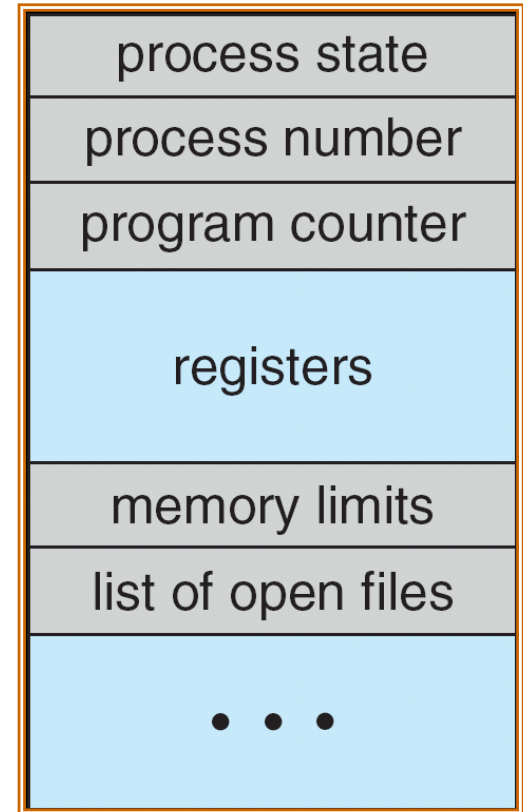 process state
process number
program counter
registers
memory limits
list of open files
• • •